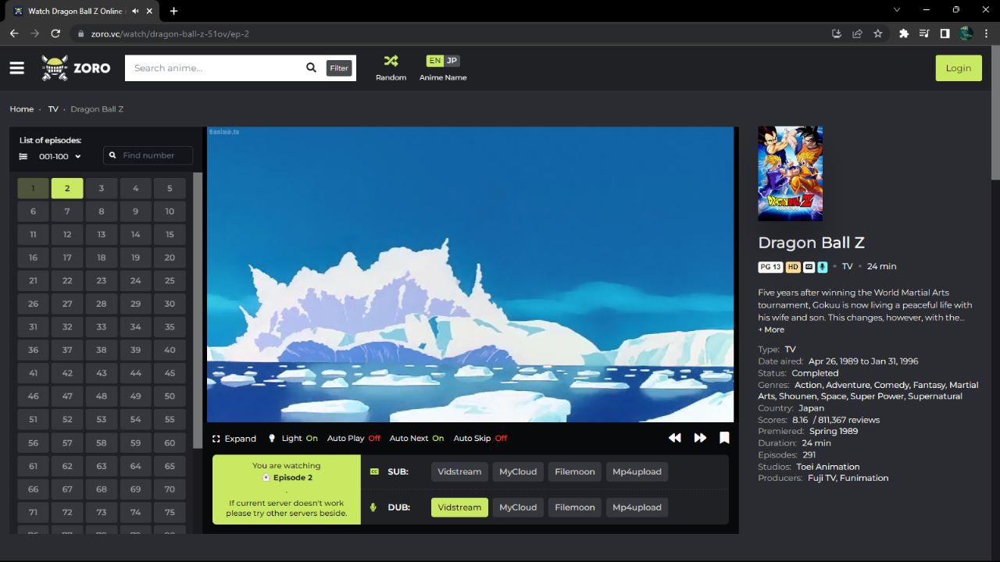 Watch Dragon Ball Z Online
zoro.vc/watch/dragon-ball-z-51ov/ep-2
ZORO
Search anime...
Filter
Random
EN JP
Anime Name
Login
Home · TV · Dragon Ball Z
List of episodes:
001-100
Find number
1 2 3 4 5
6 7 8 9 10
11 12 13 14 15
16 17 18 19 20
21 22 23 24 25
26 27 28 29 30
31 32 33 34 35
36 37 38 39 40
41 42 43 44 45
46 47 48 49 50
51 52 53 54 55
56 57 58 59 60
61 62 63 64 65
66 67 68 69 70
71 72 73 74 75
9anime.to
Expand Light On Auto Play Off Auto Next On Auto Skip Off
You are watching
Episode 2
.
If current server doesn't work
please try other servers beside.
SUB: Vidstream MyCloud Filemoon Mp4upload
DUB: Vidstream MyCloud Filemoon Mp4upload
DRAGON BALL Z
Dragon Ball Z
PG 13 HD CC • TV • 24 min
Five years after winning the World Martial Arts
tournament, Gokuu is now living a peaceful life with
his wife and son. This changes, however, with the...
+ More
Type: TV
Date aired: Apr 26, 1989 to Jan 31, 1996
Status: Completed
Genres: Action, Adventure, Comedy, Fantasy, Martial
Arts, Shounen, Space, Super Power, Supernatural
Country: Japan
Scores: 8.16 / 811,367 reviews
Premiered: Spring 1989
Duration: 24 min
Episodes: 291
Studios: Toei Animation
Producers: Fuji TV, Funimation